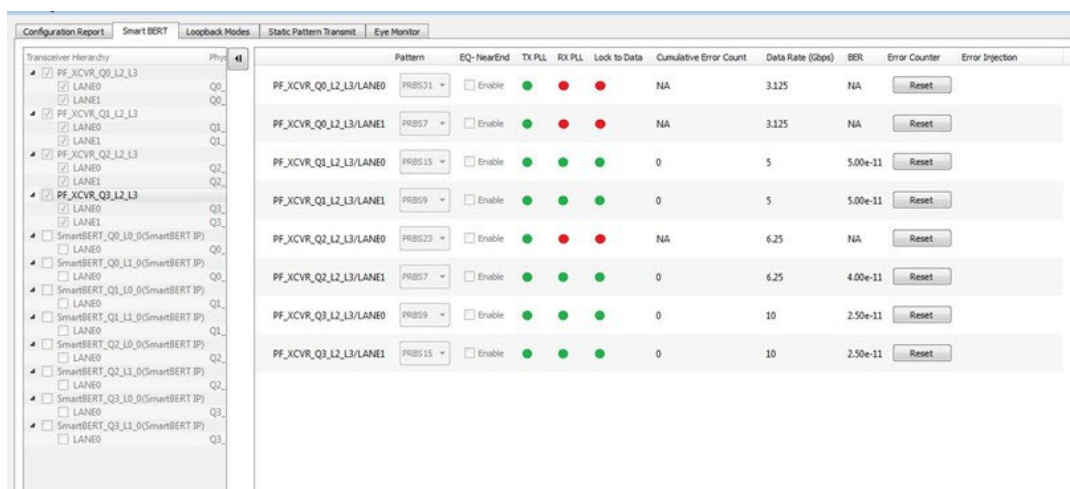 Configuration Report Smart BERT Loopback Modes Static Pattern Transmit Eye Monitor
Transceiver Hierarchy Phys
PF_XCVR_Q0_L2_L3
LANE0 Q0_
LANE1 Q0_
PF_XCVR_Q1_L2_L3
LANE0 Q1_
LANE1 Q1_
PF_XCVR_Q2_L2_L3
LANE0 Q2_
LANE1 Q2_
PF_XCVR_Q3_L2_L3
LANE0 Q3_
LANE1 Q3_
SmartBERT_Q0_L0_0(SmartBERT IP)
LANE0 Q0_
SmartBERT_Q0_L1_0(SmartBERT IP)
LANE0 Q0_
SmartBERT_Q1_L0_0(SmartBERT IP)
LANE0 Q1_
SmartBERT_Q1_L1_0(SmartBERT IP)
LANE0 Q1_
SmartBERT_Q2_L0_0(SmartBERT IP)
LANE0 Q2_
SmartBERT_Q2_L1_0(SmartBERT IP)
LANE0 Q2_
SmartBERT_Q3_L0_0(SmartBERT IP)
LANE0 Q3_
SmartBERT_Q3_L1_0(SmartBERT IP)
LANE0 Q3_
Pattern EQ-NearEnd TX PLL RX PLL Lock to Data Cumulative Error Count Data Rate (Gbps) BER Error Counter Error Injection
PF_XCVR_Q0_L2_L3/LANE0 PRBS31 Enable NA 3.125 NA Reset
PF_XCVR_Q0_L2_L3/LANE1 PRBS7 Enable NA 3.125 NA Reset
PF_XCVR_Q1_L2_L3/LANE0 PRBS15 Enable 0 5 5.00e-11 Reset
PF_XCVR_Q1_L2_L3/LANE1 PRBS9 Enable 0 5 5.00e-11 Reset
PF_XCVR_Q2_L2_L3/LANE0 PRBS23 Enable NA 6.25 NA Reset
PF_XCVR_Q2_L2_L3/LANE1 PRBS7 Enable 0 6.25 4.00e-11 Reset
PF_XCVR_Q3_L2_L3/LANE0 PRBS9 Enable 0 10 2.50e-11 Reset
PF_XCVR_Q3_L2_L3/LANE1 PRBS15 Enable 0 10 2.50e-11 Reset